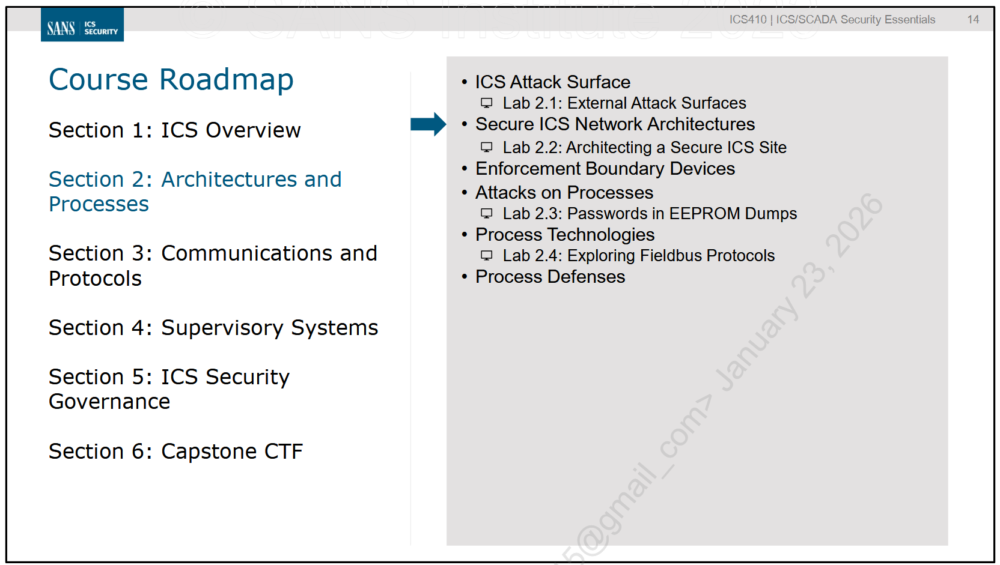 © SANS Institute 2026
SANS
ICS
SECURITY
ICS410 | ICS/SCADA Security Essentials 14
Course Roadmap
Section 1: ICS Overview
Section 2: Architectures and
Processes
Section 3: Communications and
Protocols
Section 4: Supervisory Systems
Section 5: ICS Security
Governance
Section 6: Capstone CTF
• ICS Attack Surface
Lab 2.1: External Attack Surfaces
• Secure ICS Network Architectures
Lab 2.2: Architecting a Secure ICS Site
• Enforcement Boundary Devices
• Attacks on Processes
Lab 2.3: Passwords in EEPROM Dumps
• Process Technologies
Lab 2.4: Exploring Fieldbus Protocols
• Process Defenses
5@gmail_com> January 23, 2026